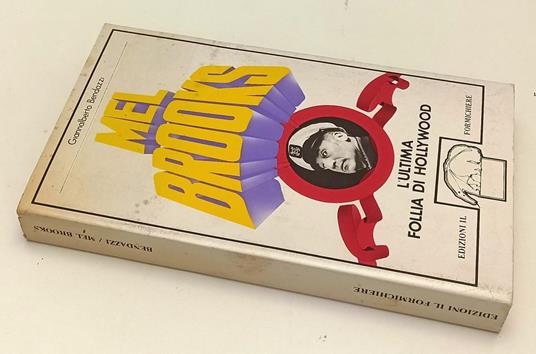 Giannalberto Bendazzi
MEL
BROOKS
L'ULTIMA
FOLLIA DI HOLLYWOOD
EDIZIONI IL
FORMICHIERE
BENDAZZI / MEL BROOKS
EDIZIONI IL FORMICHIERE